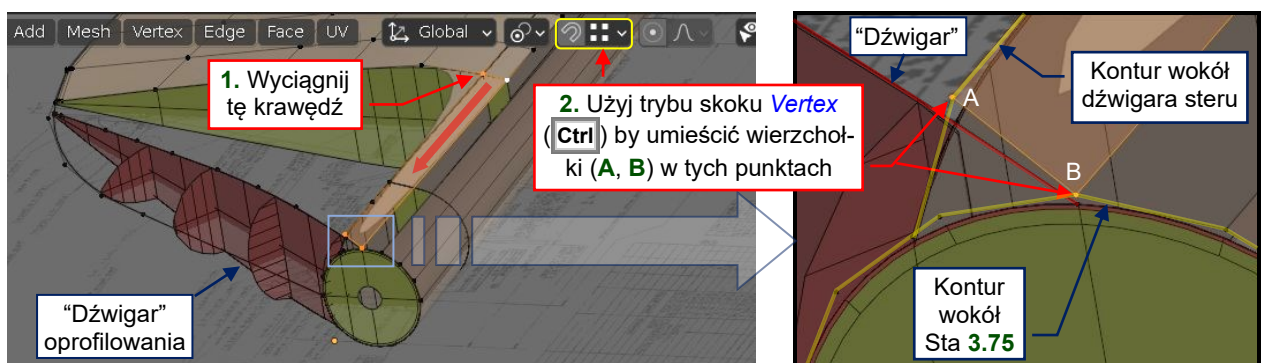 Add Mesh Vertex Edge Face UV Global
1. Wyciągnij
tę krawędź
2. Użyj trybu skoku Vertex
(Ctrl) by umieścić wierzchoł-
ki (A, B) w tych punktach
"Dźwigar"
oprofilowania
“Dźwigar”
A
Kontur wokół
dźwigara steru
B
Kontur
wokół
Sta 3.75